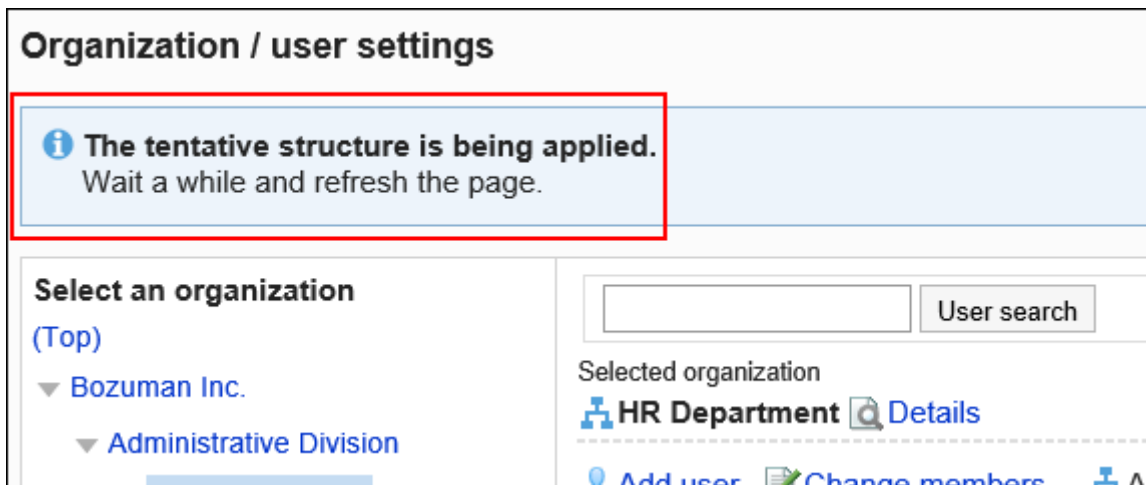 Organization / user settings
The tentative structure is being applied.
Wait a while and refresh the page.
Select an organization
(Top)
Bozuman Inc.
Administrative Division
User search
Selected organization
HR Department Details
Add user Change members A